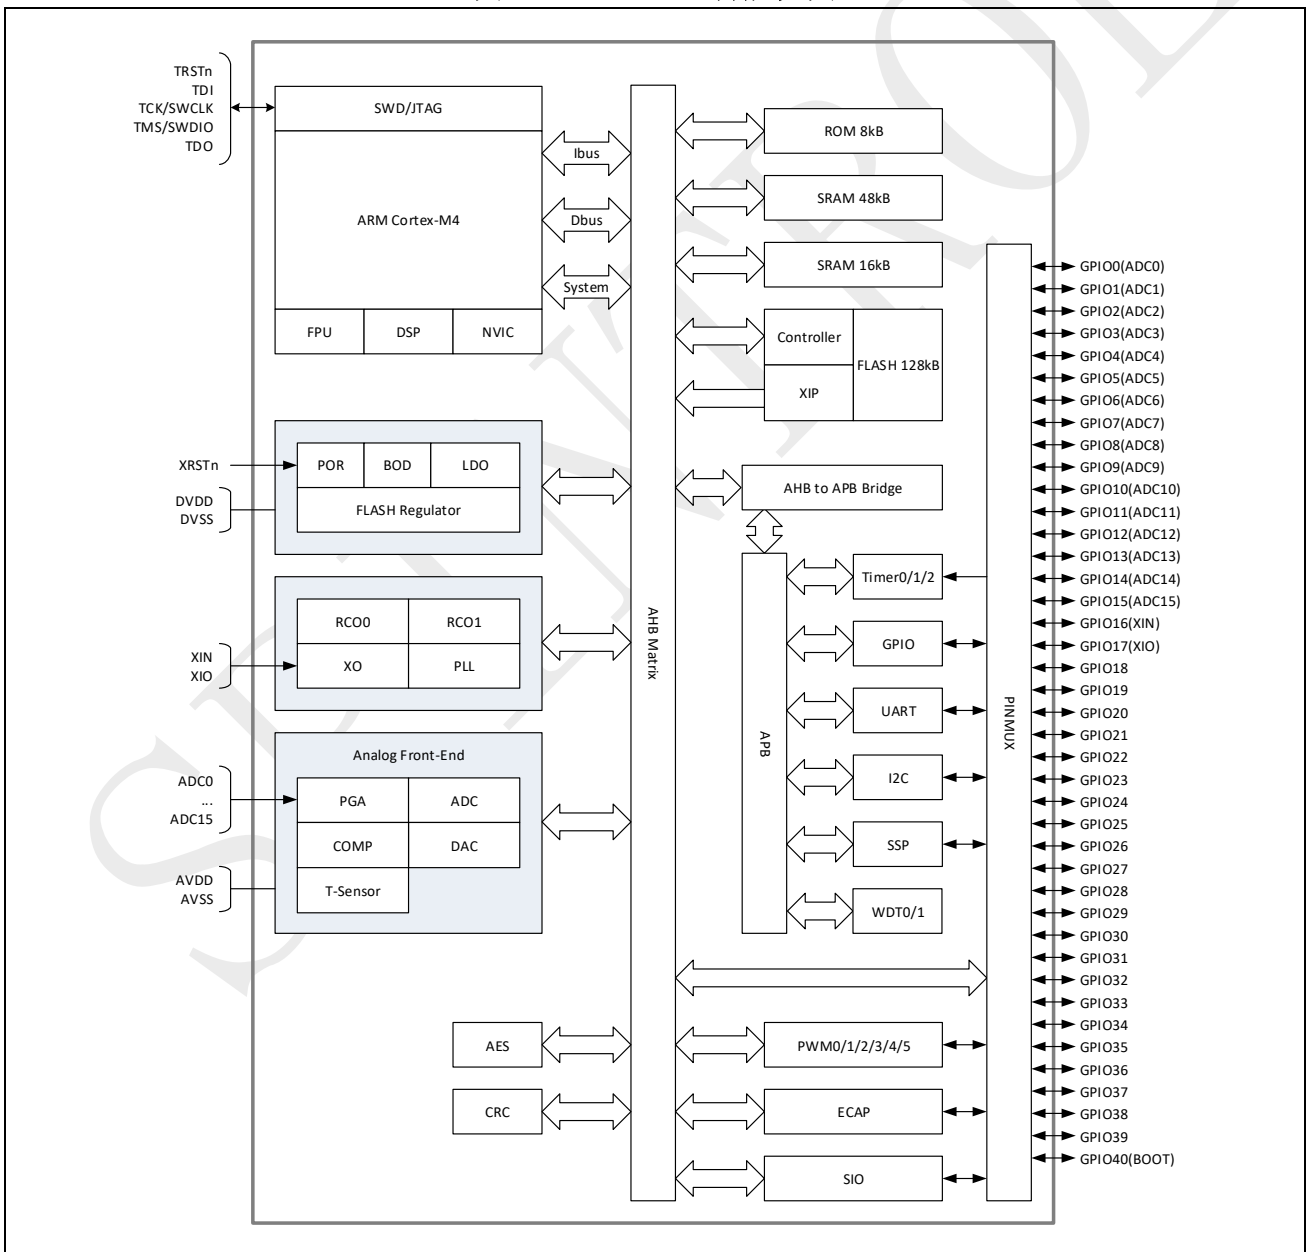 TRSTn
TDI
TCK/SWCLK
TMS/SWDIO
TDO
SWD/JTAG
ARM Cortex-M4
FPU
DSP
NVIC
Ibus
Dbus
System
XRSTn
DVDD
DVSS
POR
BOD
LDO
FLASH Regulator
XIN
XIO
RCO0
RCO1
XO
PLL
ADC0
...
ADC15
AVDD
AVSS
Analog Front-End
PGA
ADC
COMP
DAC
T-Sensor
AES
CRC
AHB Matrix
ROM 8kB
SRAM 48kB
SRAM 16kB
Controller
XIP
FLASH 128kB
AHB to APB Bridge
APB
Timer0/1/2
GPIO
UART
I2C
SSP
WDT0/1
PWM0/1/2/3/4/5
ECAP
SIO
PINMUX
GPIO0(ADC0)
GPIO1(ADC1)
GPIO2(ADC2)
GPIO3(ADC3)
GPIO4(ADC4)
GPIO5(ADC5)
GPIO6(ADC6)
GPIO7(ADC7)
GPIO8(ADC8)
GPIO9(ADC9)
GPIO10(ADC10)
GPIO11(ADC11)
GPIO12(ADC12)
GPIO13(ADC13)
GPIO14(ADC14)
GPIO15(ADC15)
GPIO16(XIN)
GPIO17(XIO)
GPIO18
GPIO19
GPIO20
GPIO21
GPIO22
GPIO23
GPIO24
GPIO25
GPIO26
GPIO27
GPIO28
GPIO29
GPIO30
GPIO31
GPIO32
GPIO33
GPIO34
GPIO35
GPIO36
GPIO37
GPIO38
GPIO39
GPIO40(BOOT)